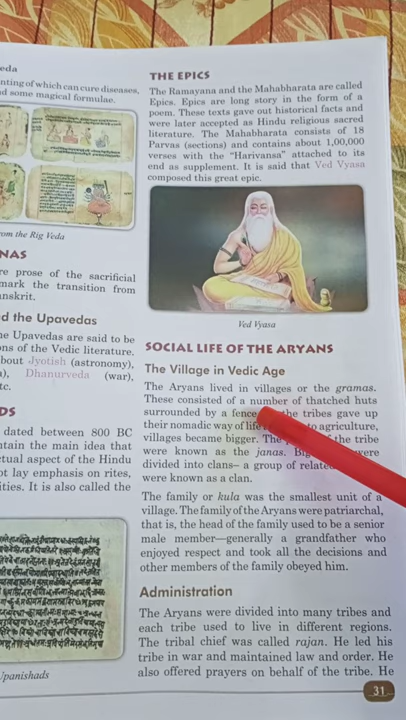 eda
nting of which can cure diseases,
d some magical formulae.
om the Rig Veda
NAS
re prose of the sacrificial
mark the transition from
nskrit.
d the Upavedas
he Upavedas are said to be
ons of the Vedic literature.
bout Jyotish (astronomy),
), Dhanurveda (war),
tc.
DS
dated between 800 BC
ntain the main idea that
ctual aspect of the Hindu
ot lay emphasis on rites,
ities. It is also called the
Upanishads
THE EPICS
The Ramayana and the Mahabharata are called
Epics. Epics are long story in the form of a
poem. These texts gave out historical facts and
were later accepted as Hindu religious sacred
literature. The Mahabharata consists of 18
Parvas (sections) and contains about 1,00,000
verses with the “Harivansa” attached to its
end as supplement. It is said that Ved Vyasa
composed this great epic.
Ved Vyasa
SOCIAL LIFE OF THE ARYANS
The Village in Vedic Age
The Aryans lived in villages or the gramas.
These consisted of a number of thatched huts
surrounded by a fence the tribes gave up
their nomadic way of life to agriculture,
villages became bigger. The of the tribe
were known as the janas. were
divided into clans– a group of
were known as a clan.
The family or kula was the smallest unit of a
village. The family of the Aryans were patriarchal,
that is, the head of the family used to be a senior
male member—generally a grandfather who
enjoyed respect and took all the decisions and
other members of the family obeyed him.
Administration
The Aryans were divided into many tribes and
each tribe used to live in different regions.
The tribal chief was called rajan. He led his
tribe in war and maintained law and order. He
also offered prayers on behalf of the tribe. He
31